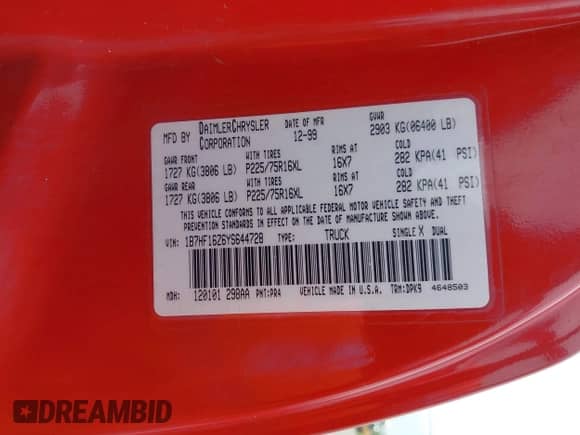 MFD BY DAIMLERCHRYSLER CORPORATION DATE OF MFR 12-99 GVWR 2903 KG(06400 LB)
GAWR FRONT WITH TIRES RIMS AT COLD
1727 KG(3806 LB) P225/75R16XL 16X7 282 KPA(41 PSI)
GAWR REAR WITH TIRES RIMS AT COLD
1727 KG(3806 LB) P225/75R16XL 16X7 282 KPA(41 PSI)
THIS VEHICLE CONFORMS TO ALL APPLICABLE FEDERAL MOTOR VEHICLE SAFETY AND THEFT
PREVENTION STANDARDS IN EFFECT ON THE DATE OF MANUFACTURE SHOWN ABOVE.
VIN: 1B7HF16Z6YS644728 TYPE: TRUCK SINGLE X DUAL
MDH: 120101 298AA PNT:PR4 VEHICLE MADE IN U.S.A. TRM:DPK9 4648503
DREAMBID